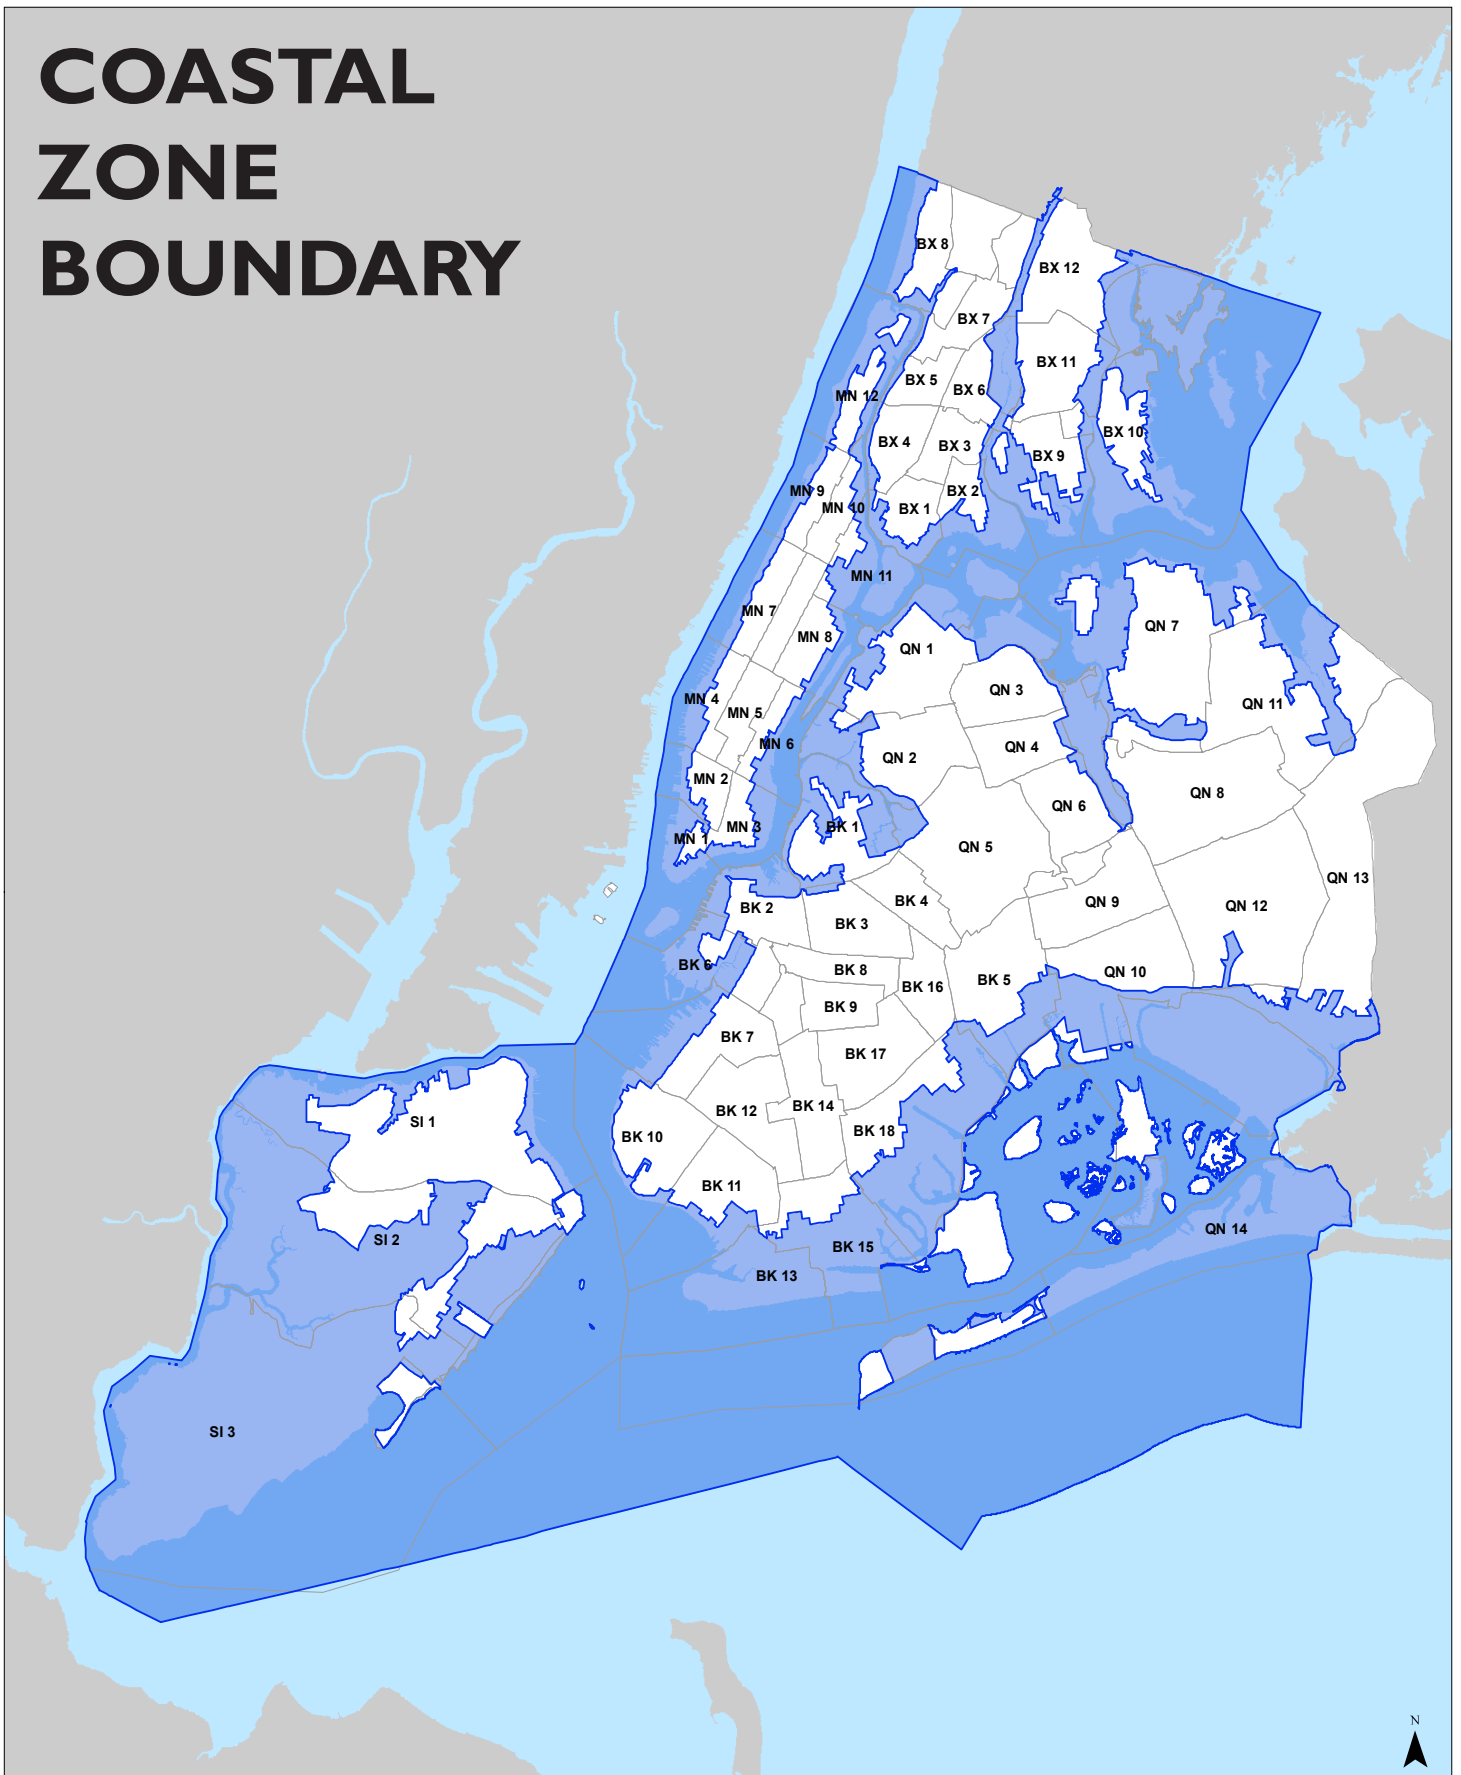 COASTAL
ZONE
BOUNDARY
BX 8
BX 12
BX 7
BX 11
BX 5
BX 6
MN 12
BX 10
BX 4
BX 3
BX 9
MN 9
BX 2
MN 10
BX 1
MN 11
MN 7
QN 7
MN 8
QN 1
QN 3
MN 4
QN 11
MN 5
MN 6
QN 4
QN 2
MN 2
QN 8
QN 6
MN 3
BK 1
MN 1
QN 5
QN 13
BK 4
QN 9
QN 12
BK 2
BK 3
BK 6
BK 8
QN 10
BK 5
BK 16
BK 9
BK 7
BK 17
BK 14
BK 12
SI 1
BK 18
BK 10
BK 11
QN 14
SI 2
BK 15
BK 13
SI 3
N